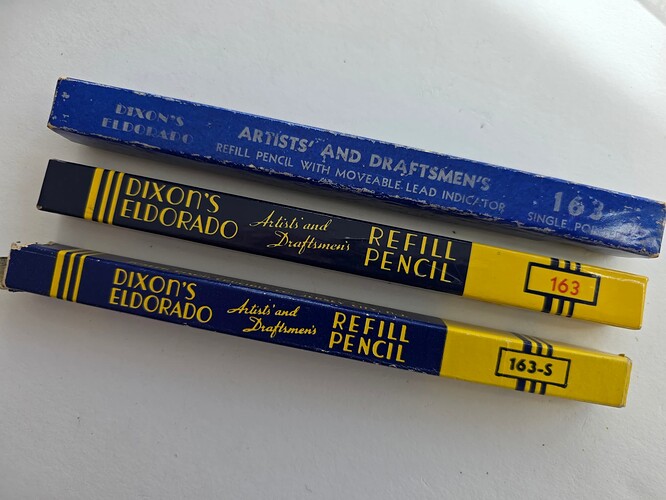 DIXON'S
ELDORADO
ARTISTS' AND DRAFTSMEN'S
REFILL PENCIL WITH MOVEABLE LEAD INDICATOR
163
SINGLE
DIXON'S
ELDORADO
Artists' and
Draftsmen's
REFILL
PENCIL
163
DIXON'S
ELDORADO
Artists' and
Draftsmen's
REFILL
PENCIL
163-S